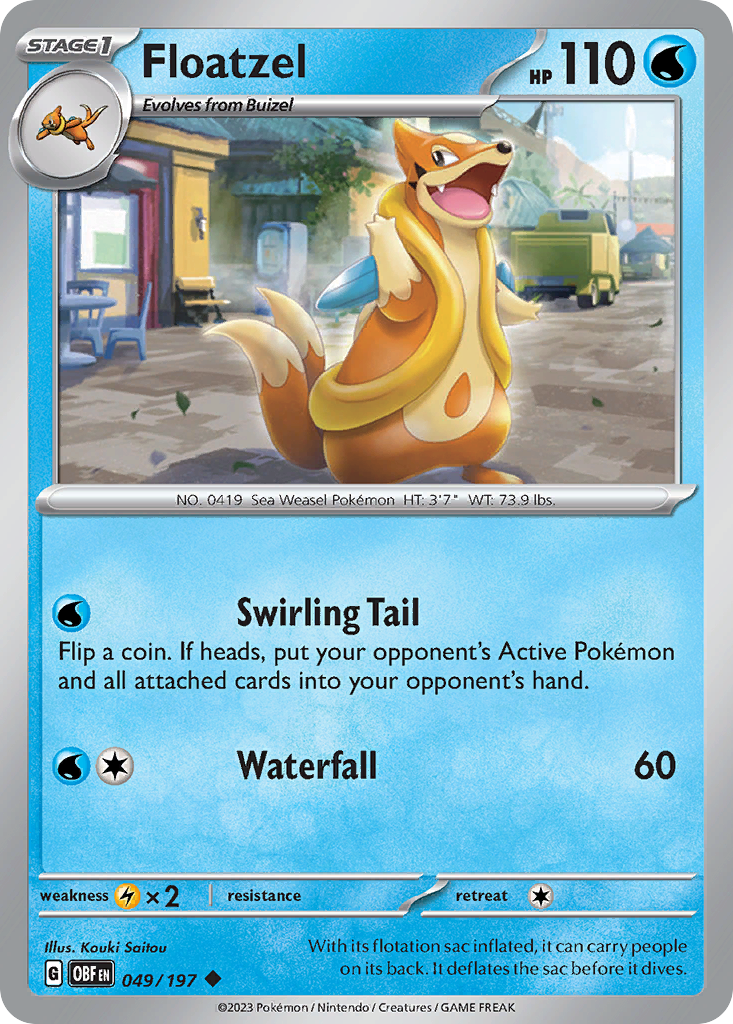 STAGE1
Floatzel
HP 110
Evolves from Buizel
NO. 0419 Sea Weasel Pokémon HT: 3'7" WT: 73.9 lbs.
Swirling Tail
Flip a coin. If heads, put your opponent's Active Pokémon
and all attached cards into your opponent's hand.
Waterfall 60
weakness ×2 resistance retreat
Illus. Kouki Saitou
With its flotation sac inflated, it can carry people
on its back. It deflates the sac before it dives.
G OBF EN 049/197
©2023 Pokémon / Nintendo / Creatures / GAME FREAK